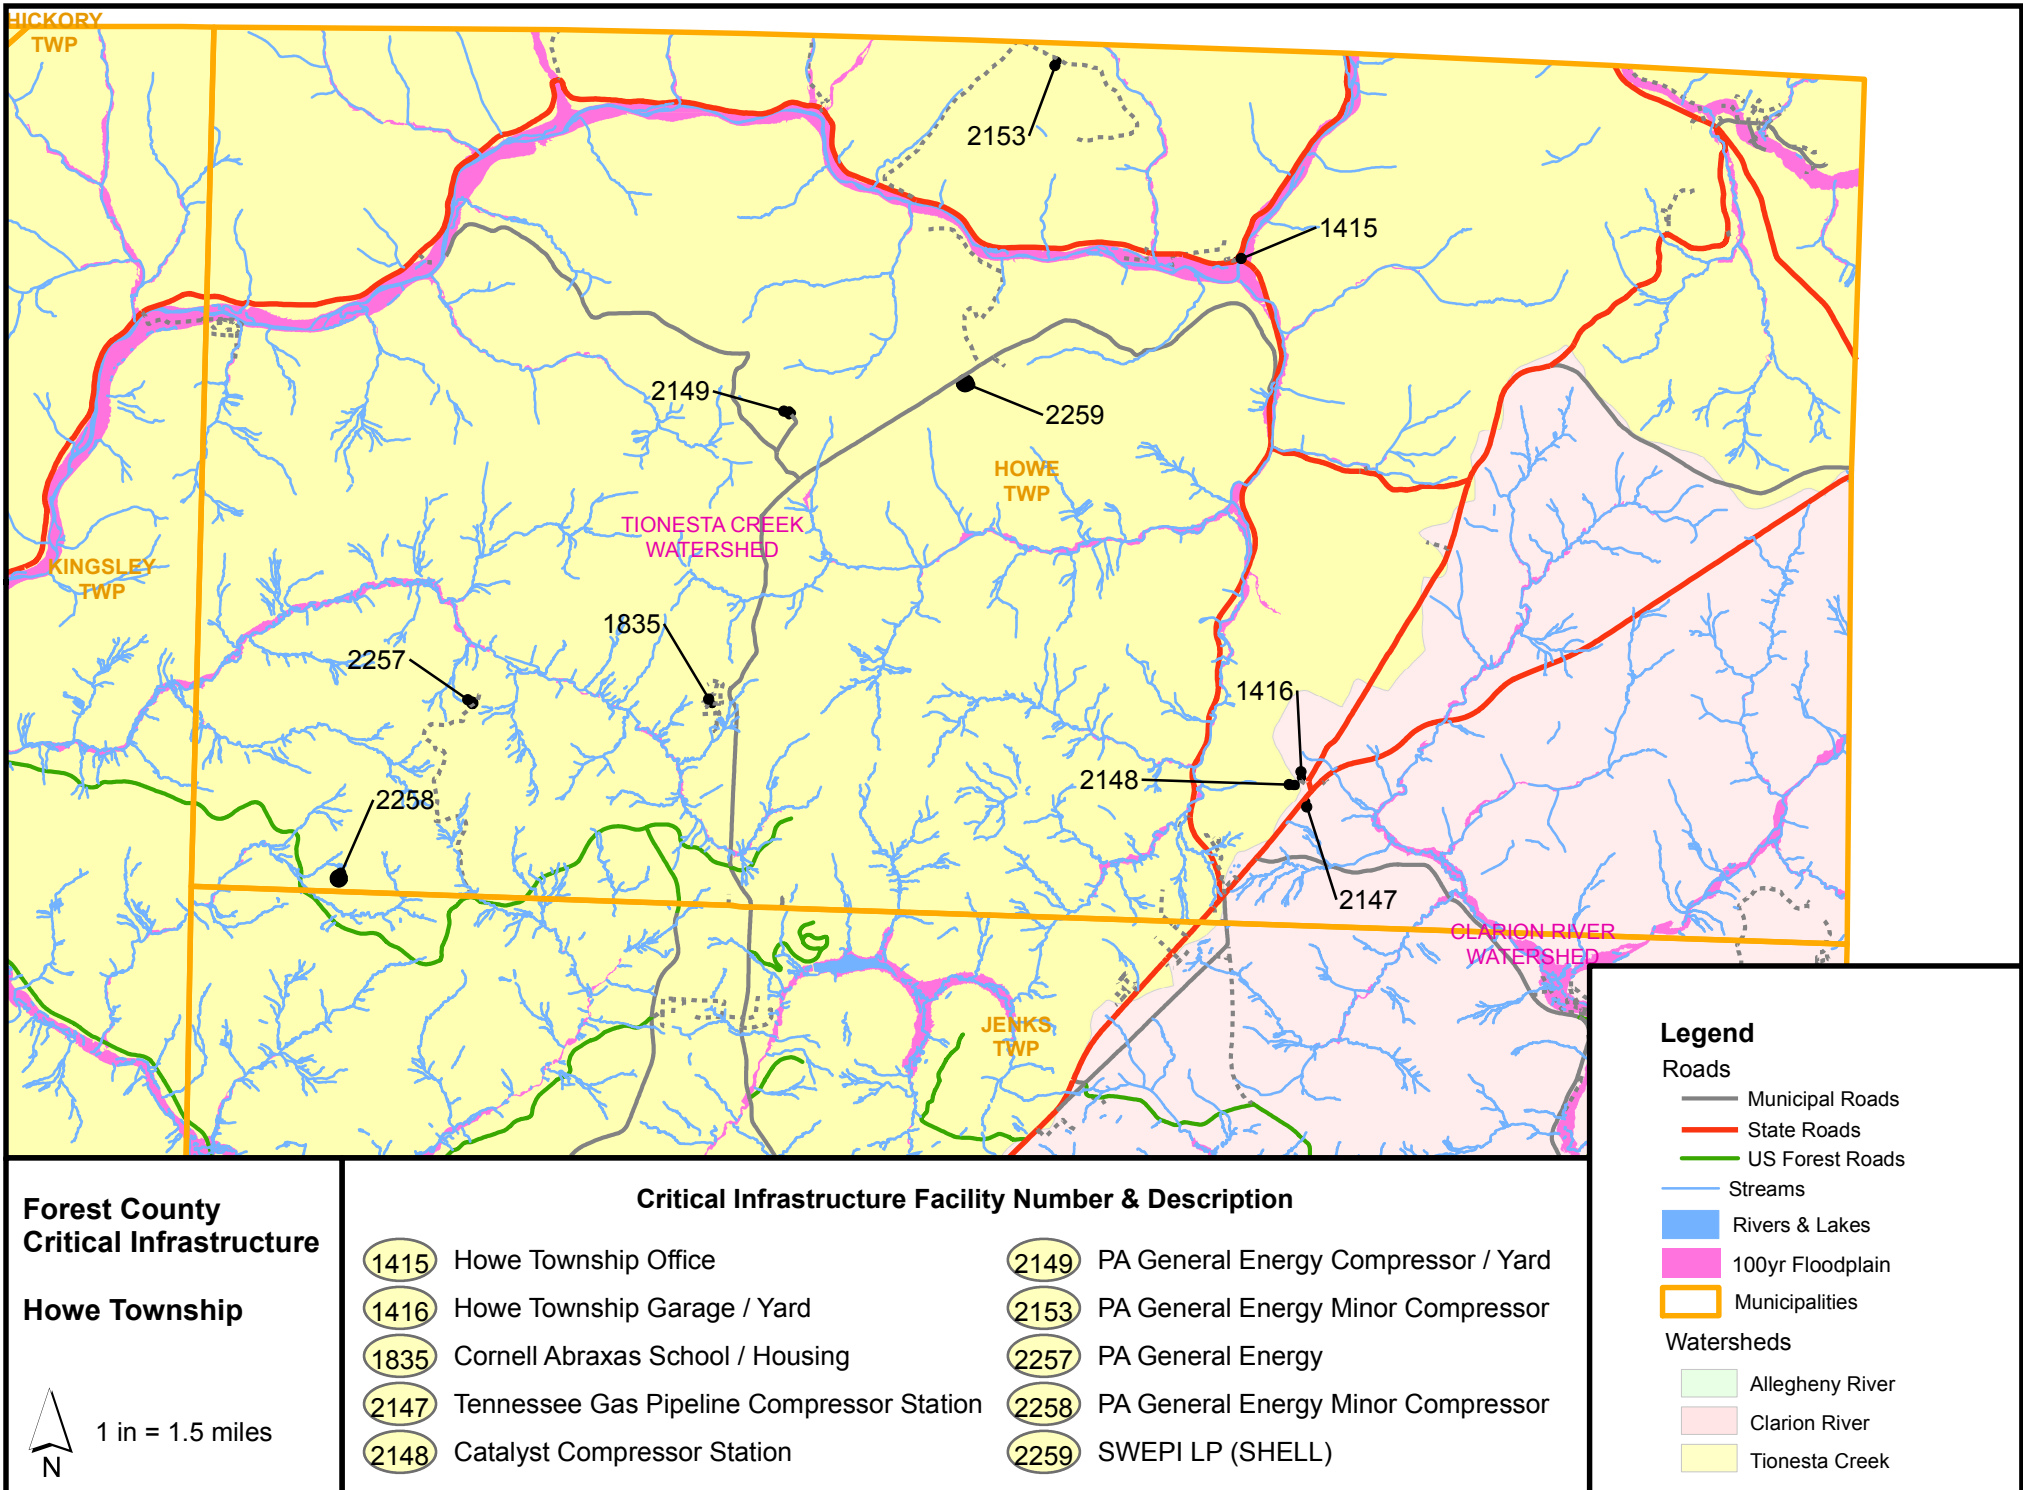 HICKORY
TWP
2153
1415
2149
2259
HOWE
TWP
TIONESTA CREEK
WATERSHED
KINGSLEY
TWP
1835
2257
1416
2148
2258
2147
CLARION RIVER
WATERSHED
JENKS
TWP
Legend
Roads
Municipal Roads
State Roads
US Forest Roads
Streams
Rivers & Lakes
100yr Floodplain
Municipalities
Watersheds
Allegheny River
Clarion River
Tionesta Creek
Forest County
Critical Infrastructure
Howe Township
1 in = 1.5 miles
N
Critical Infrastructure Facility Number & Description
1415 Howe Township Office
1416 Howe Township Garage / Yard
1835 Cornell Abraxas School / Housing
2147 Tennessee Gas Pipeline Compressor Station
2148 Catalyst Compressor Station
2149 PA General Energy Compressor / Yard
2153 PA General Energy Minor Compressor
2257 PA General Energy
2258 PA General Energy Minor Compressor
2259 SWEPI LP (SHELL)